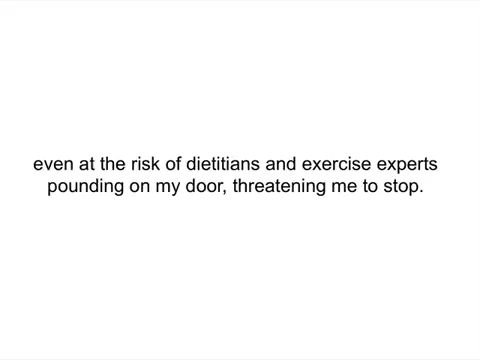 even at the risk of dietitians and exercise experts
pounding on my door, threatening me to stop.